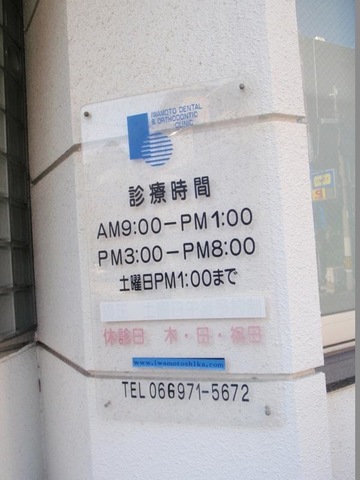 IWAMOTO DENTAL
& ORTHODONTIC
CLINIC
診療時間
AM9:00-PM1:00
PM3:00-PM8:00
土曜日PM1:00まで
休診日 木・日・祝日
www.iwamotoshika.com
TEL 066971-5672